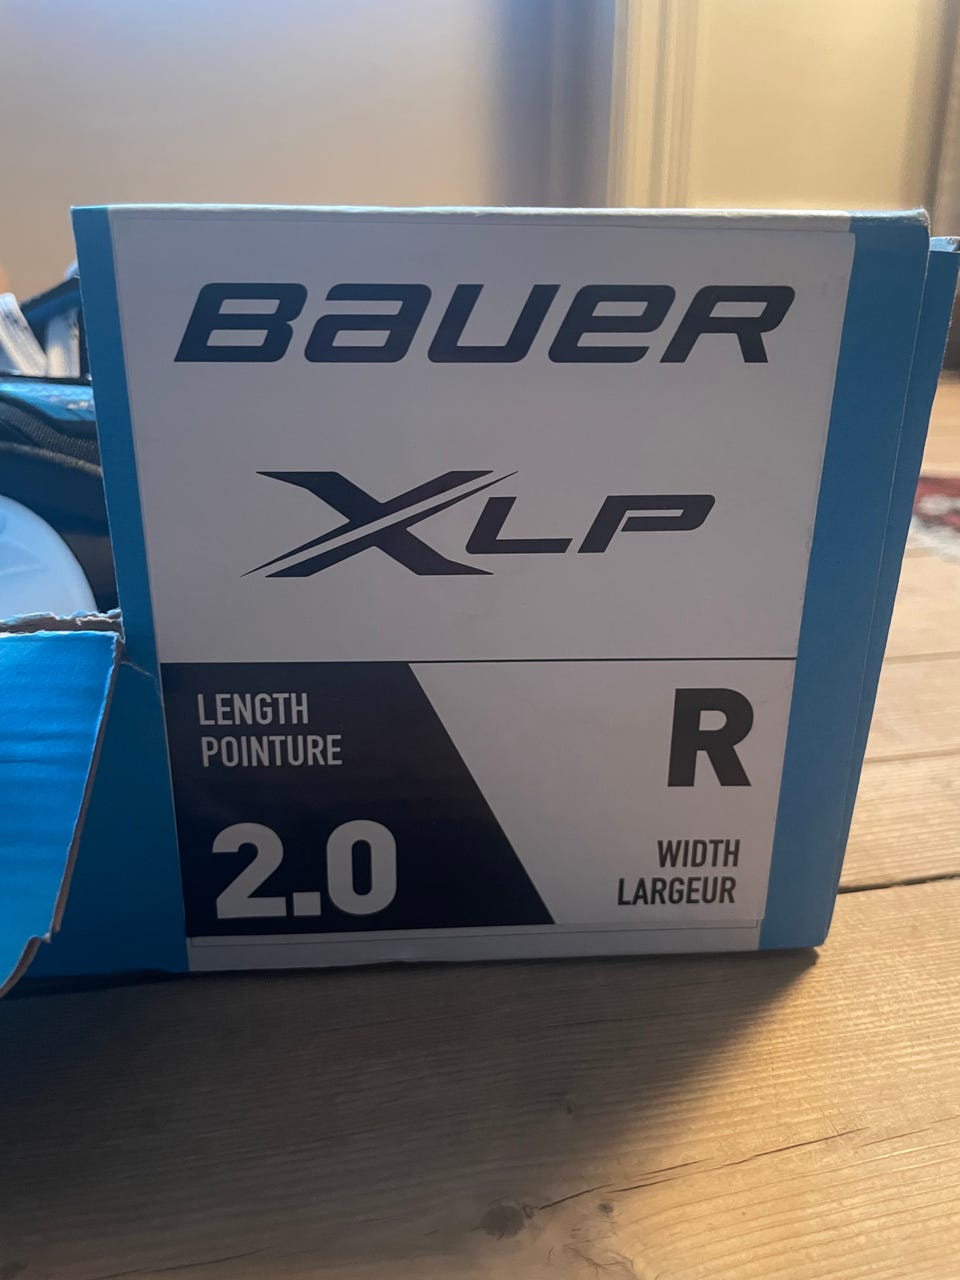 BAUER
XLP
LENGTH
POINTURE
2.0
R
WIDTH
LARGEUR